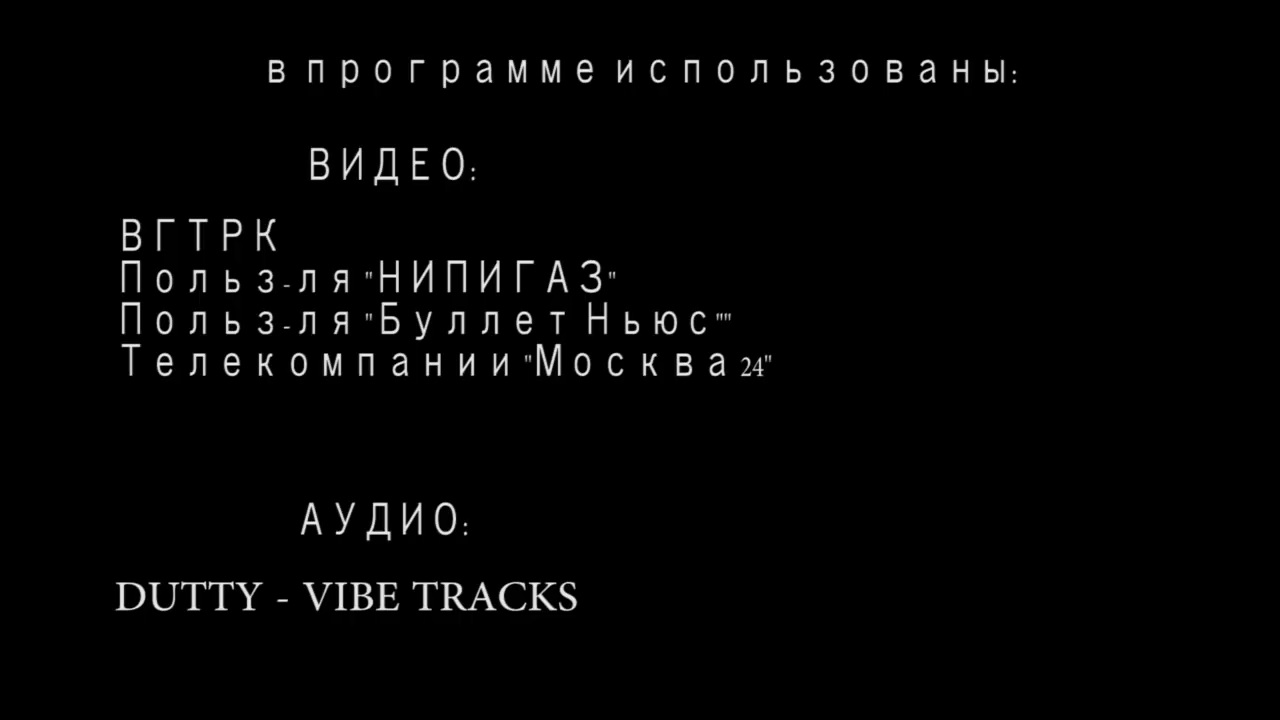 в программе использованы:
ВИДЕО:
ВГТРК
Польз-ля "НИПИГАЗ"
Польз-ля "Буллет Ньюс""
Телекомпании "Москва 24"
АУДИО:
DUTTY - VIBE TRACKS